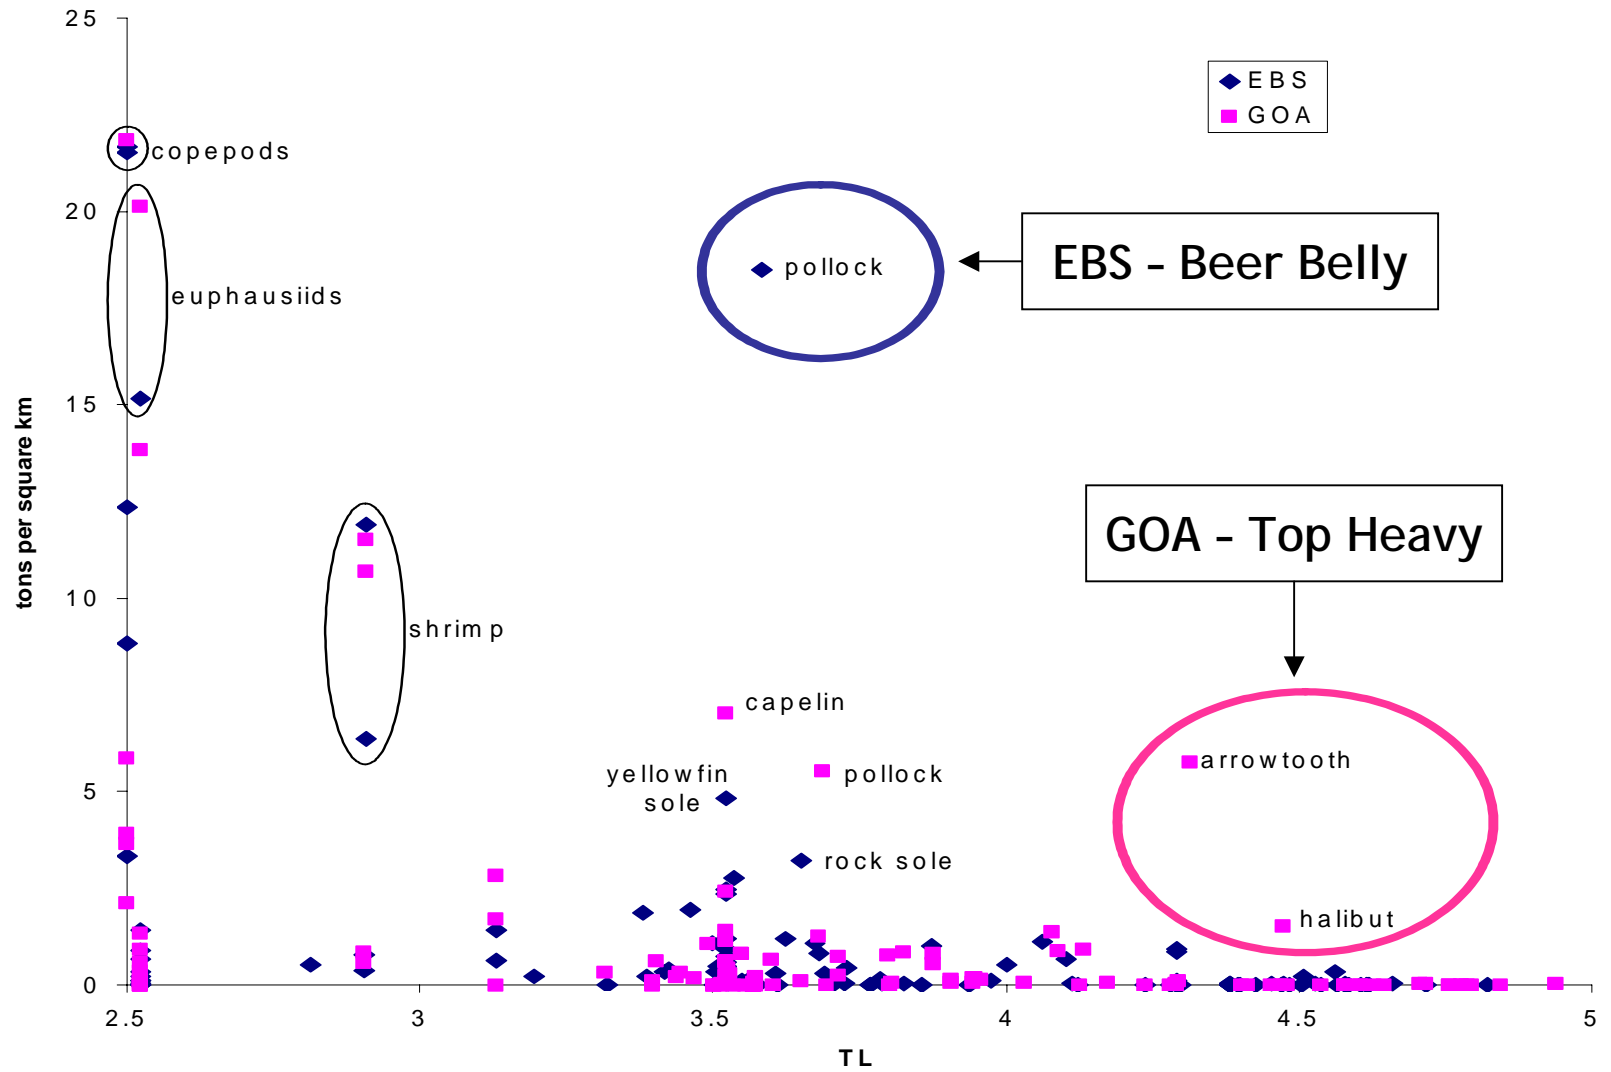 25
EBS
GOA
copepods
20
pollock
EBS - Beer Belly
euphausiids
15
tons per square km
GOA - Top Heavy
10
shrimp
capelin
arrowtooth
yellowfin
sole
pollock
5
rock sole
halibut
0
2.5
3
3.5
4
4.5
5
TL